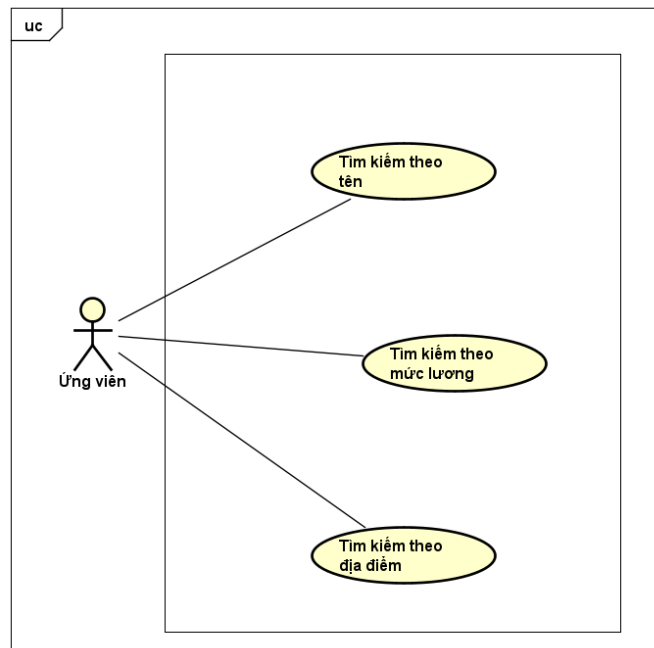 uc
Tìm kiếm theo
tên
Ứng viên
Tìm kiếm theo
mức lương
Tìm kiếm theo
địa điểm